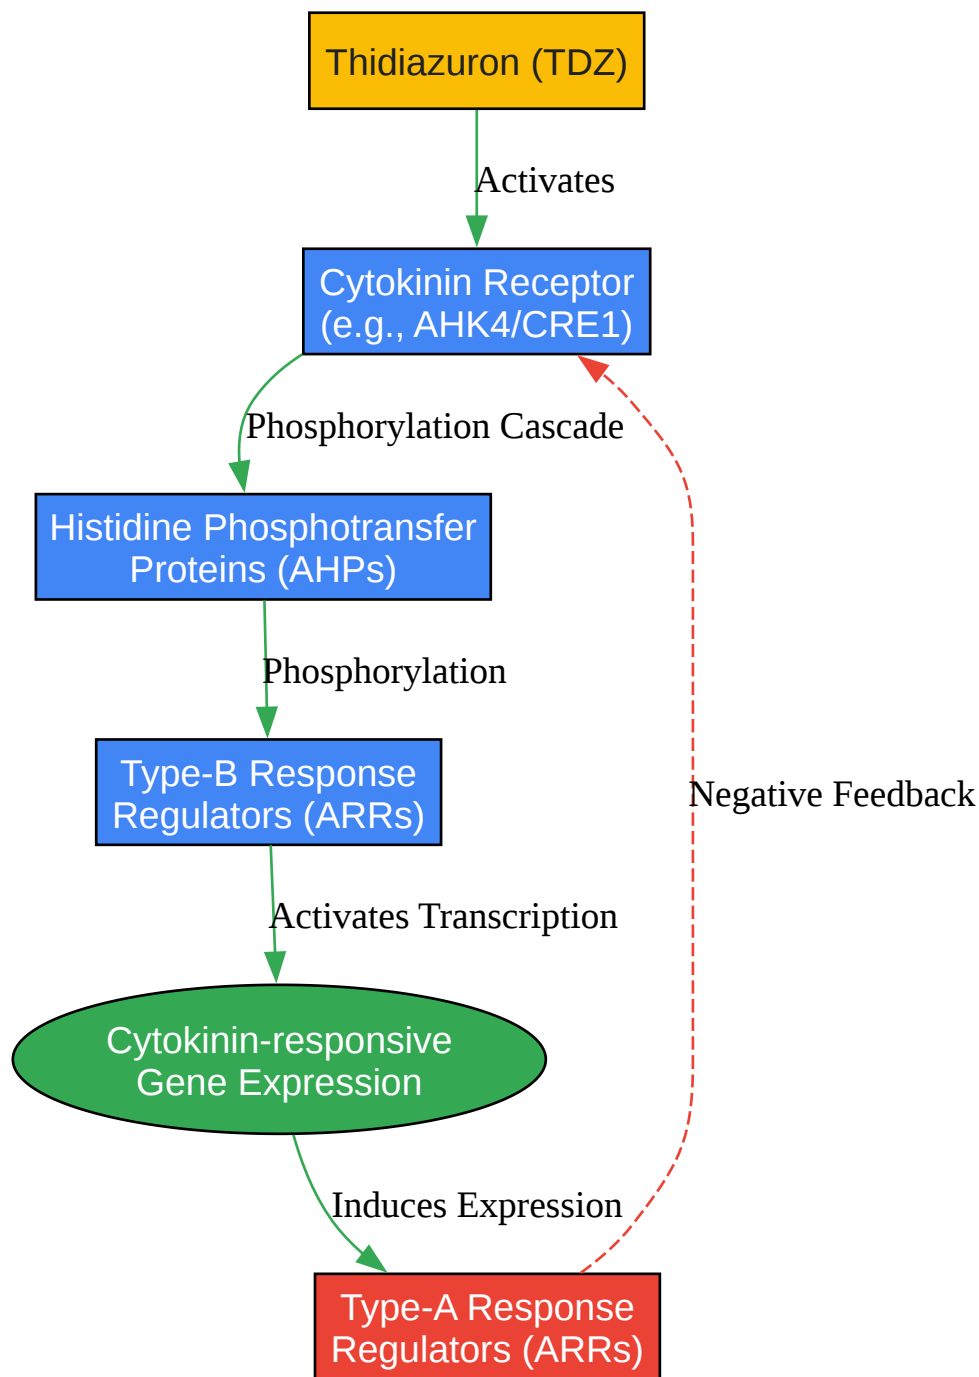 Thidiazuron (TDZ)
Activates
Cytokinin Receptor
(e.g., AHK4/CRE1)
Phosphorylation Cascade
Histidine Phosphotransfer
Proteins (AHPs)
Phosphorylation
Type-B Response
Regulators (ARRs)
Negative Feedback
Activates Transcription
Cytokinin-responsive
Gene Expression
Induces Expression
Type-A Response
Regulators (ARRs)